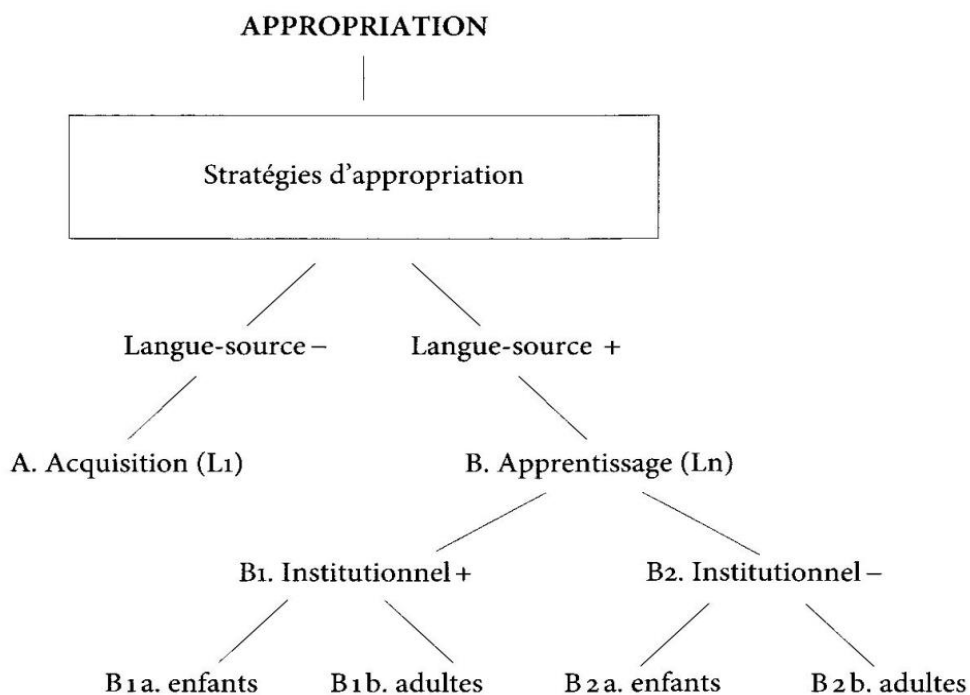 APPROPRIATION
Stratégies d'appropriation
Langue-source – Langue-source +
A. Acquisition (L1) B. Apprentissage (Ln)
B1. Institutionnel + B2. Institutionnel –
B1a. enfants B1b. adultes B2a. enfants B2b. adultes